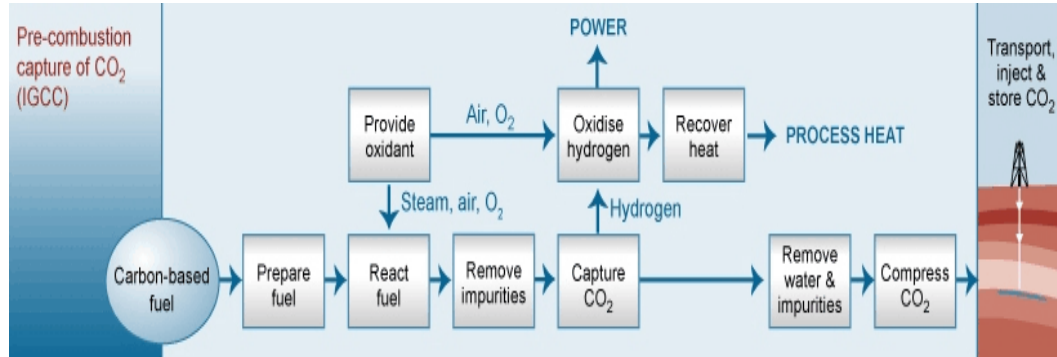 Pre-combustion
capture of CO₂
(IGCC)
POWER
Transport,
inject &
store CO₂
Provide
oxidant
Air, O₂
Oxidise
hydrogen
Recover
heat
PROCESS HEAT
Steam, air, O₂
Hydrogen
Carbon-based
fuel
Prepare
fuel
React
fuel
Remove
impurities
Capture
CO₂
Remove
water &
impurities
Compress
CO₂